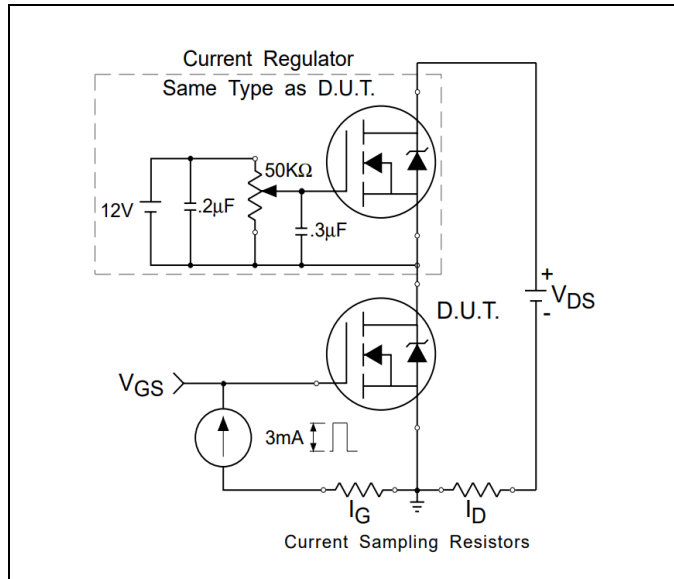 Current Regulator
Same Type as D.U.T.
50KΩ
12V
.2μF
.3μF
+
VDS
-
D.U.T.
VGS
3mA
IG
ID
Current Sampling Resistors